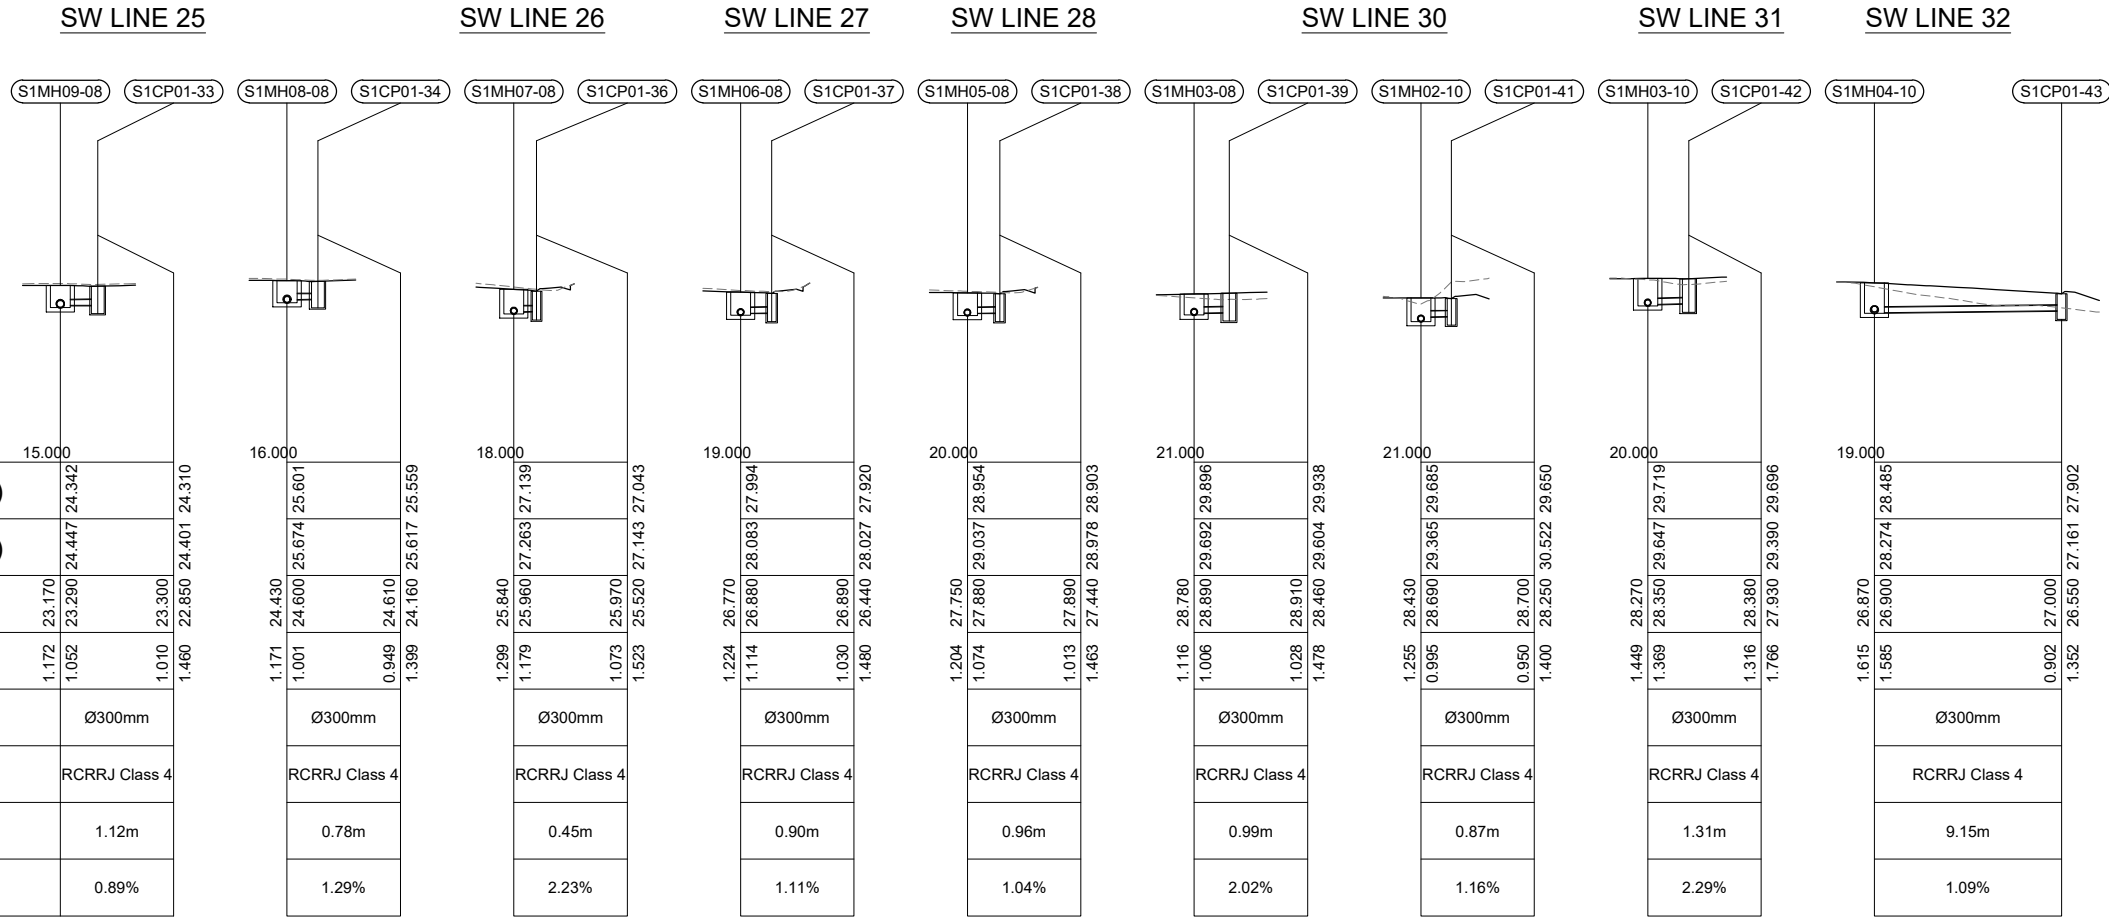 SW LINE 25 SW LINE 26 SW LINE 27 SW LINE 28 SW LINE 30 SW LINE 31 SW LINE 32
S1MH09-08 S1CP01-33 S1MH08-08 S1CP01-34 S1MH07-08 S1CP01-36 S1MH06-08 S1CP01-37 S1MH05-08 S1CP01-38 S1MH03-08 S1CP01-39 S1MH02-10 S1CP01-41 S1MH03-10 S1CP01-42 S1MH04-10 S1CP01-43
15.000 16.000 18.000 19.000 20.000 21.000 21.000 20.000 19.000
24.342 24.310 25.601 25.559 27.139 27.043 27.994 27.920 28.954 28.903 29.896 29.938 29.685 29.650 29.719 29.696 28.485 27.902
24.447 24.401 25.674 25.617 27.263 27.143 28.083 28.027 29.037 28.978 29.692 29.604 29.365 30.522 29.647 29.390 28.274 27.161
23.170 23.290 23.300 22.850 24.430 24.600 24.610 24.160 25.840 25.960 25.970 25.520 26.770 26.880 26.890 26.440 27.750 27.880 27.890 27.440 28.780 28.890 28.910 28.460 28.430 28.690 28.700 28.250 28.270 28.350 28.380 27.930 26.870 26.900 27.000 26.550
1.172 1.052 1.010 1.460 1.171 1.001 0.949 1.399 1.299 1.179 1.073 1.523 1.224 1.114 1.030 1.480 1.204 1.074 1.013 1.463 1.116 1.006 1.028 1.478 1.255 0.995 0.950 1.400 1.449 1.369 1.316 1.766 1.615 1.585 0.902 1.352
Ø300mm Ø300mm Ø300mm Ø300mm Ø300mm Ø300mm Ø300mm Ø300mm Ø300mm
RCRRJ Class 4 RCRRJ Class 4 RCRRJ Class 4 RCRRJ Class 4 RCRRJ Class 4 RCRRJ Class 4 RCRRJ Class 4 RCRRJ Class 4 RCRRJ Class 4
1.12m 0.78m 0.45m 0.90m 0.96m 0.99m 0.87m 1.31m 9.15m
0.89% 1.29% 2.23% 1.11% 1.04% 2.02% 1.16% 2.29% 1.09%